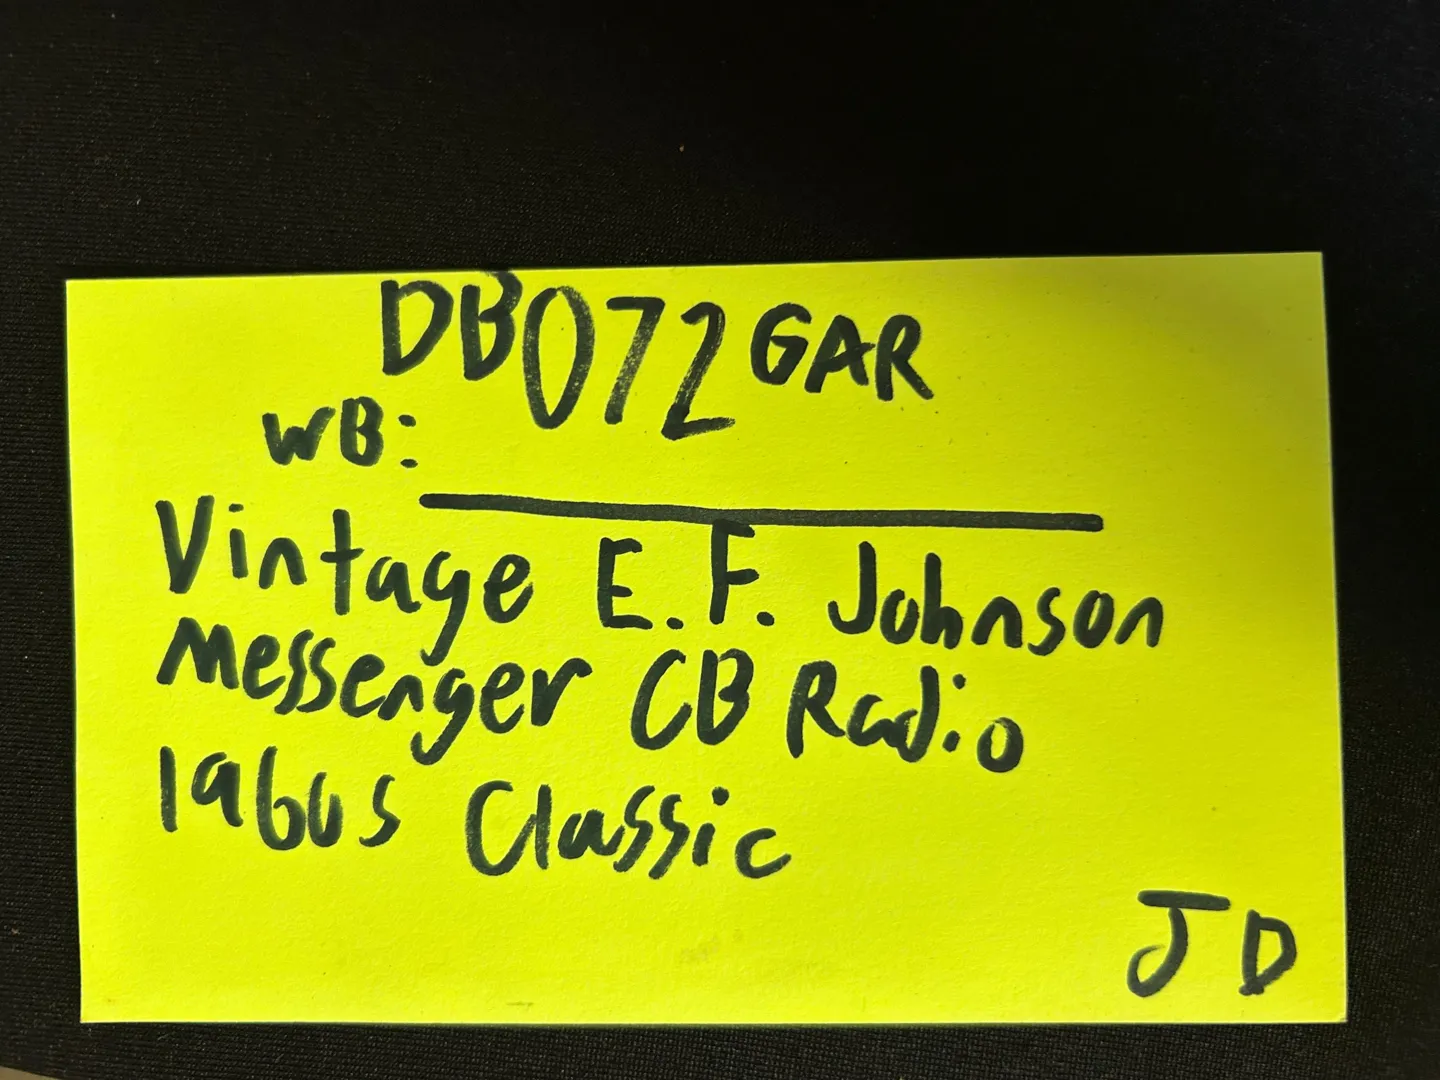 DB072GAR
WB:
Vintage E.F. Johnson
Messenger CB Radio
1960s Classic
JD